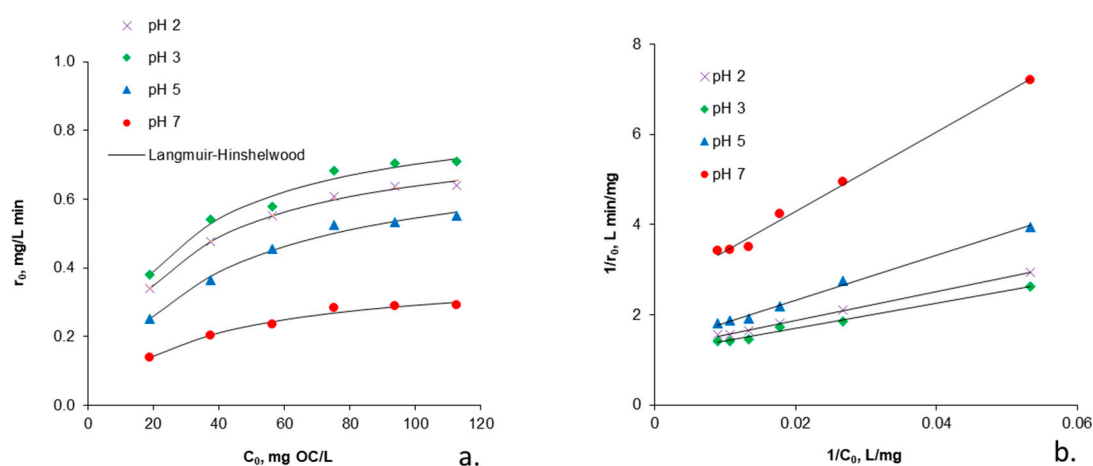 pH 2
pH 3
pH 5
pH 7
Langmuir-Hinshelwood
1.0
0.8
0.6
0.4
0.2
0.0
r₀, mg/L min
0 20 40 60 80 100 120
C₀, mg OC/L
a.
8
6
4
2
0
1/r₀, L min/mg
pH 2
pH 3
pH 5
pH 7
0 0.02 0.04 0.06
1/C₀, L/mg
b.